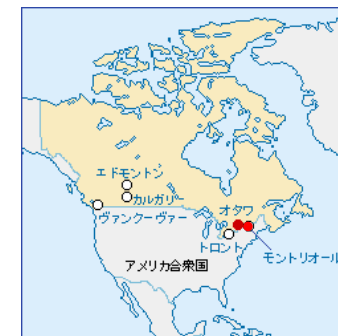 エドモントン
カルガリー
ヴァンクーヴァー
オタワ
トロント
モントリオール
アメリカ合衆国